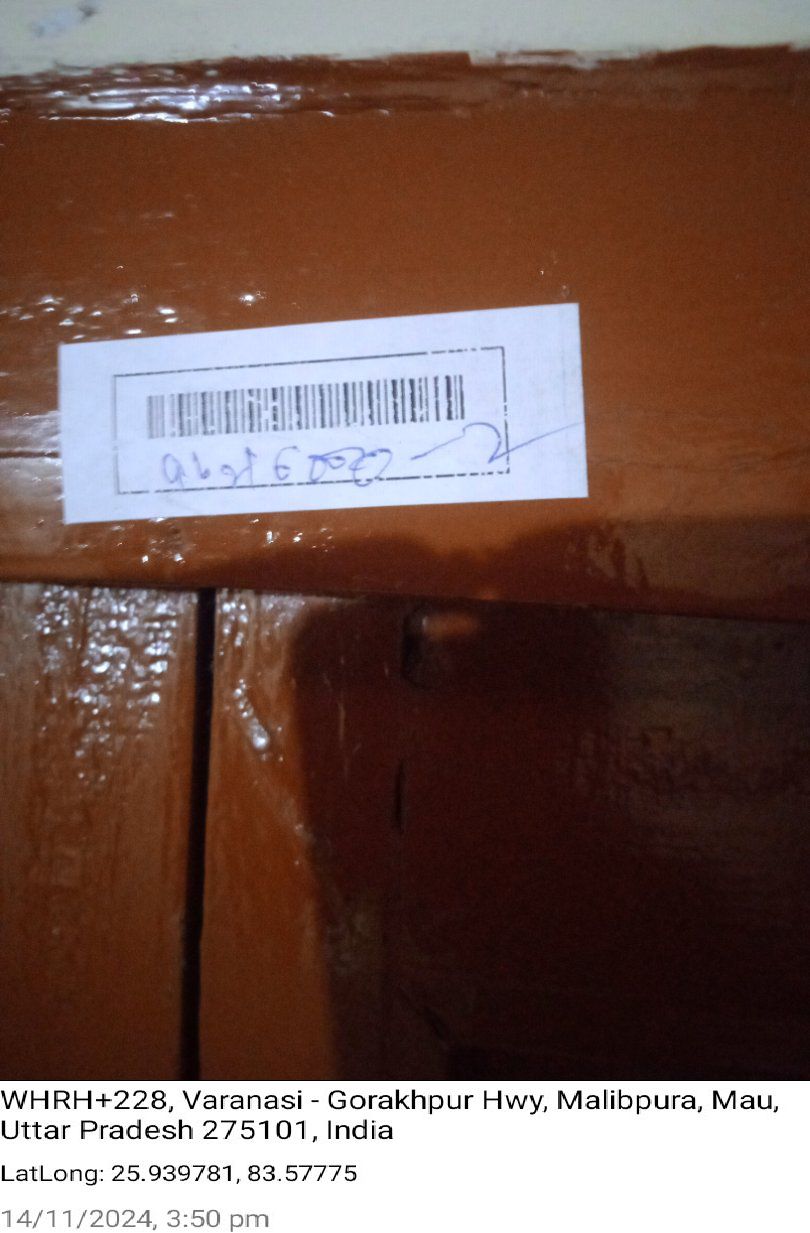 WHRH+228, Varanasi - Gorakhpur Hwy, Malibpura, Mau,
Uttar Pradesh 275101, India
LatLong: 25.939781, 83.57775
14/11/2024, 3:50 pm